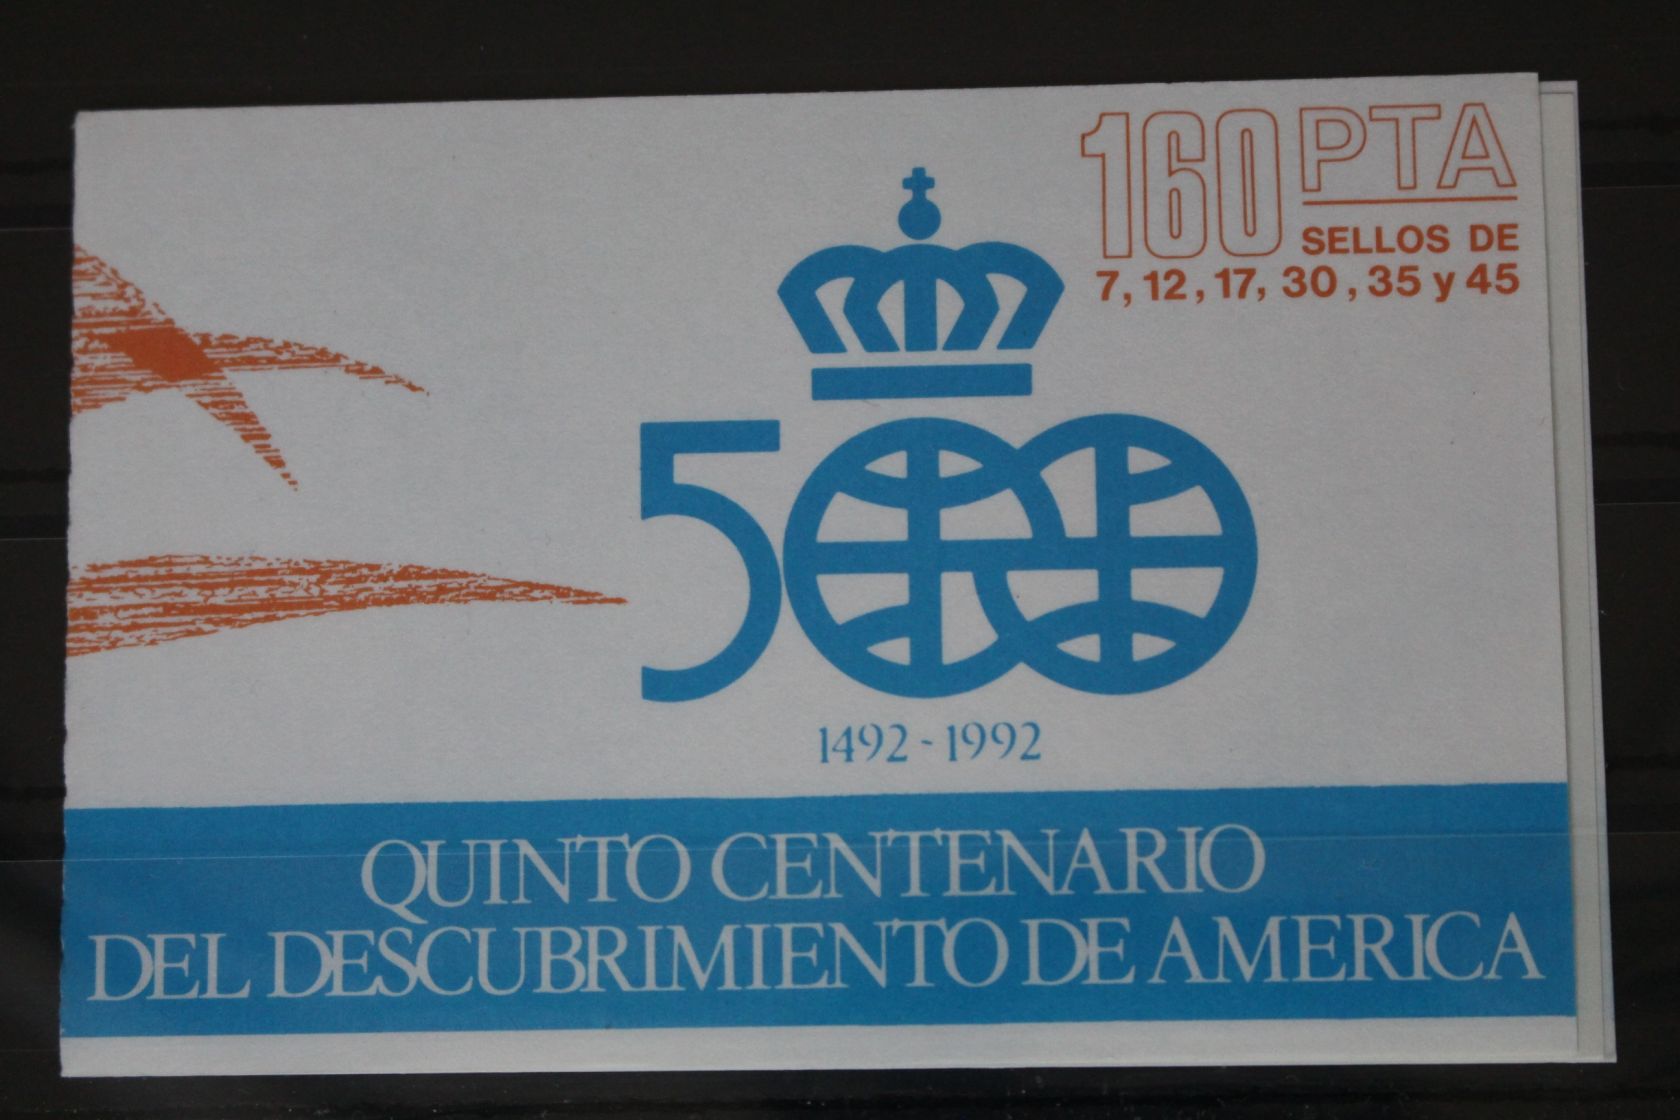 160 PTA
SELLOS DE
7, 12, 17, 30, 35 y 45
500
1492 - 1992
QUINTO CENTENARIO
DEL DESCUBRIMIENTO DE AMERICA